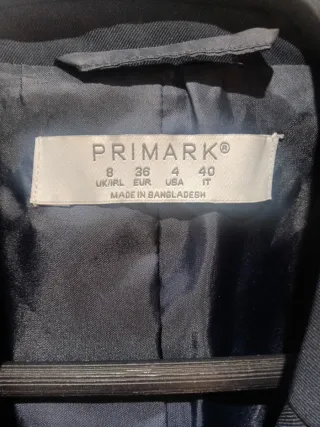 PRIMARK®
8 36 4 40
UK/IRL EUR USA IT
MADE IN BANGLADESH